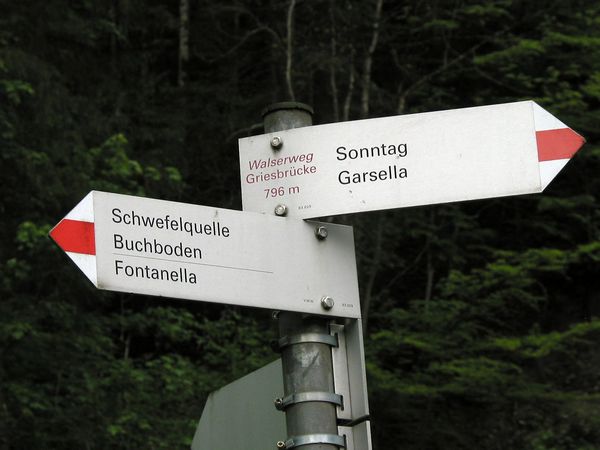 Walserweg
Griesbrücke
796 m
Sonntag
Garsella
Schwefelquelle
Buchboden
Fontanella